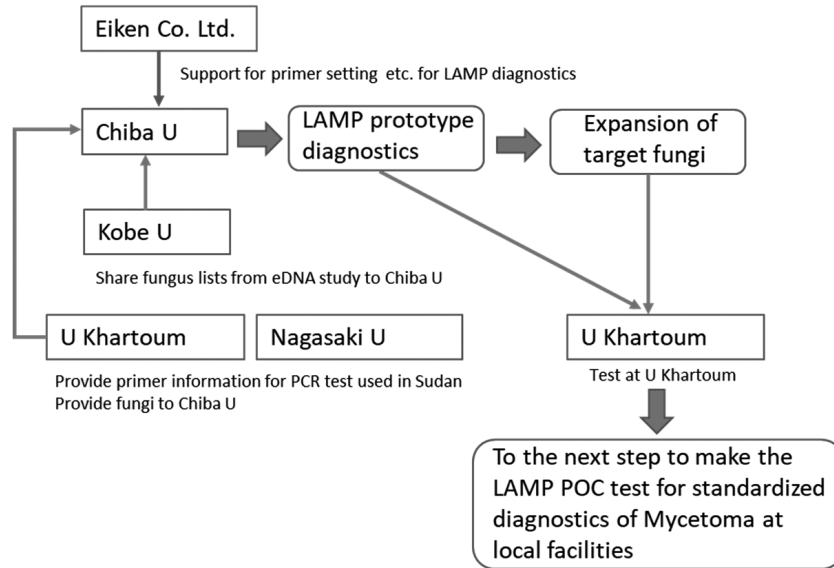 Eiken Co. Ltd.
Support for primer setting etc. for LAMP diagnostics
Chiba U
LAMP prototype
diagnostics
Expansion of
target fungi
Kobe U
Share fungus lists from eDNA study to Chiba U
U Khartoum
Nagasaki U
Provide primer information for PCR test used in Sudan
Provide fungi to Chiba U
U Khartoum
Test at U Khartoum
To the next step to make the
LAMP POC test for standardized
diagnostics of Mycetoma at
local facilities